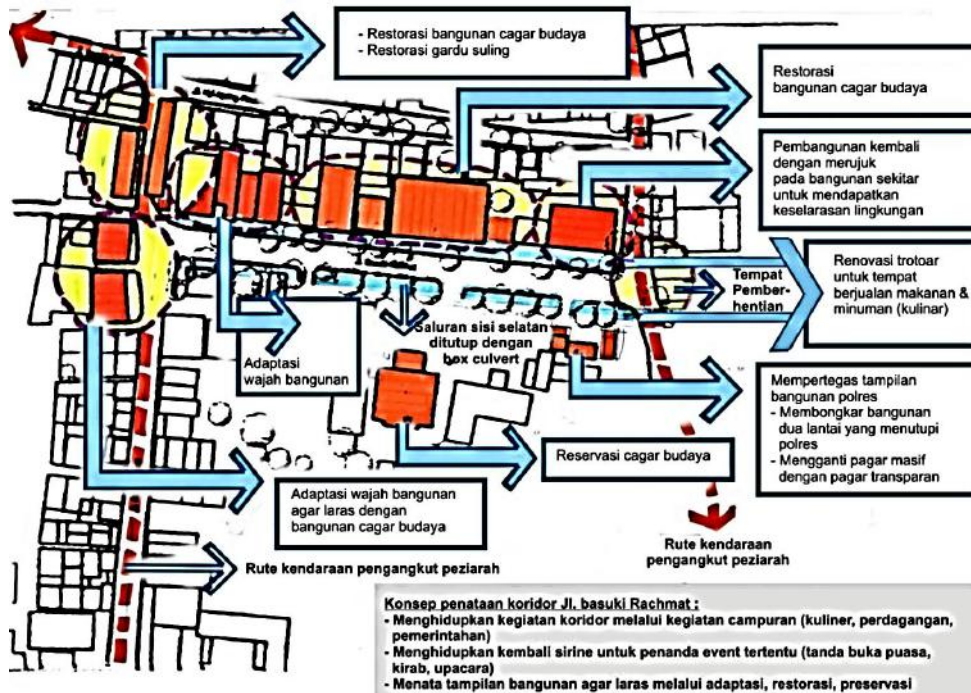 - Restorasi bangunan cagar budaya
- Restorasi gardu suling
Restorasi
bangunan cagar budaya
Pembangunan kembali
dengan merujuk
pada bangunan sekitar
untuk mendapatkan
keselarasan lingkungan
Renovasi trotoar
untuk tempat
berjualan makanan &
minuman (kulinar)
Tempat
Pember-
hentian
Saluran sisi selatan
ditutup dengan
box culvert
Adaptasi
wajah bangunan
Mempertegas tampilan
bangunan polres
- Membongkar bangunan
dua lantai yang menutupi
polres
- Mengganti pagar masif
dengan pagar transparan
Reservasi cagar budaya
Adaptasi wajah bangunan
agar laras dengan
bangunan cagar budaya
Rute kendaraan
pengangkut peziarah
Rute kendaraan pengangkut peziarah
Konsep penataan koridor Jl. basuki Rachmat :
- Menghidupkan kegiatan koridor melalui kegiatan campuran (kuliner, perdagangan,
pemerintahan)
- Menghidupkan kembali sirine untuk penanda event tertentu (tanda buka puasa,
kirab, upacara)
- Menata tampilan bangunan agar laras melalui adaptasi, restorasi, preservasi